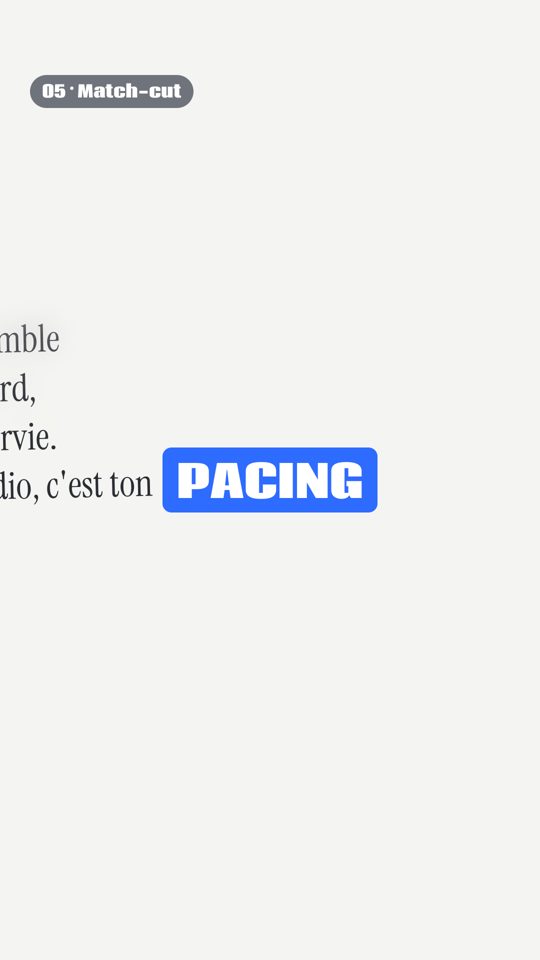 05 · Match-cut
mble
rd,
rvie.
dio, c'est ton PACING